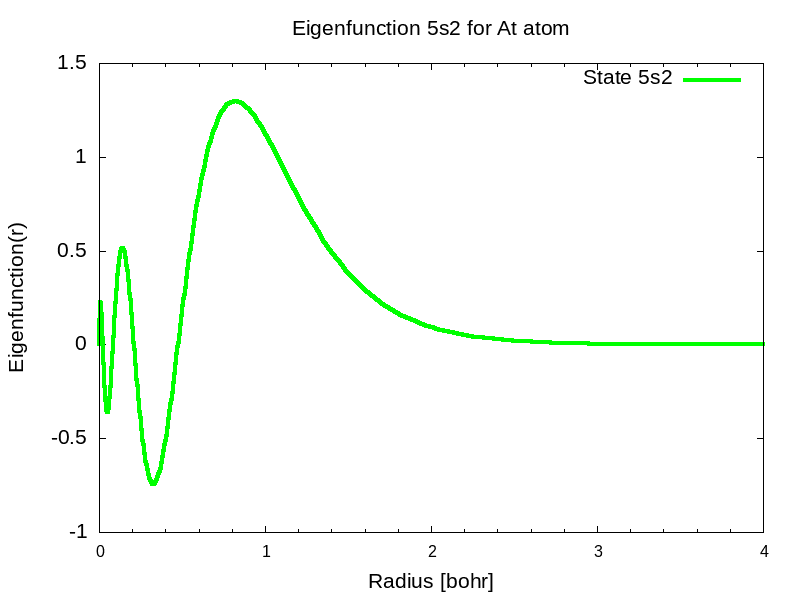 Eigenfunction 5s2 for At atom
State 5s2
Eigenfunction(r)
1.5
1
0.5
0
-0.5
-1
0 1 2 3 4
Radius [bohr]